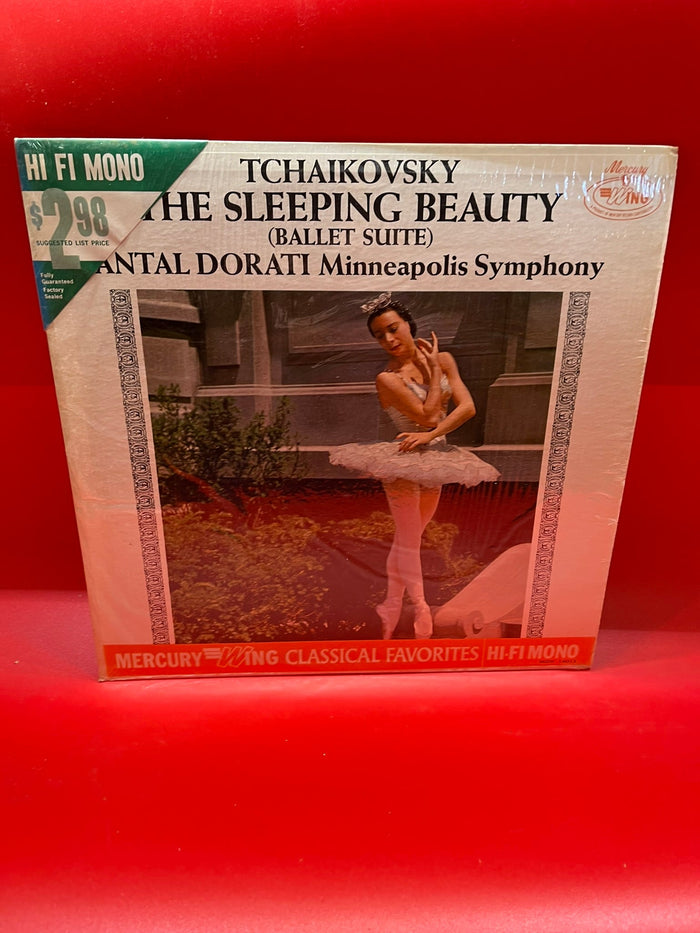 HI FI MONO
$2.98
SUGGESTED LIST PRICE
Fully
Guaranteed
Factory
Sealed
TCHAIKOVSKY
THE SLEEPING BEAUTY
(BALLET SUITE)
ANTAL DORATI Minneapolis Symphony
Mercury
WING
MERCURY WING CLASSICAL FAVORITES HI-FI MONO